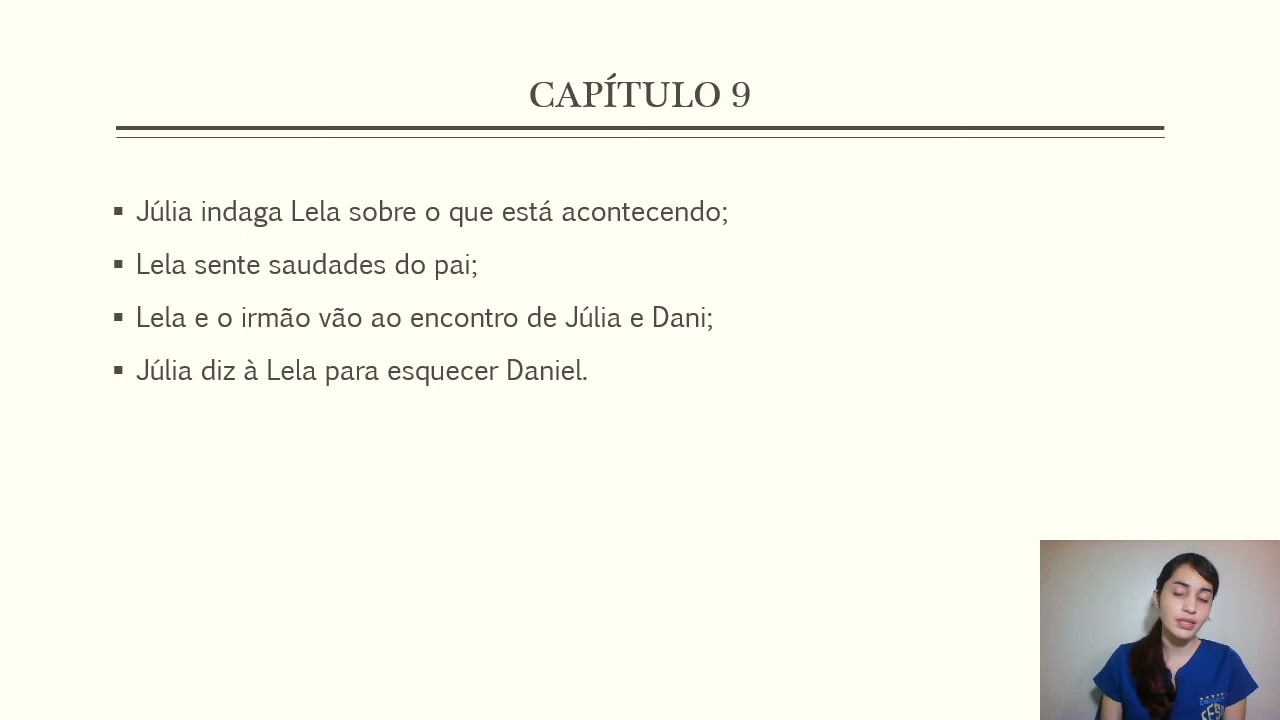 CAPÍTULO 9
▪ Júlia indaga Lela sobre o que está acontecendo;
▪ Lela sente saudades do pai;
▪ Lela e o irmão vão ao encontro de Júlia e Dani;
▪ Júlia diz à Lela para esquecer Daniel.